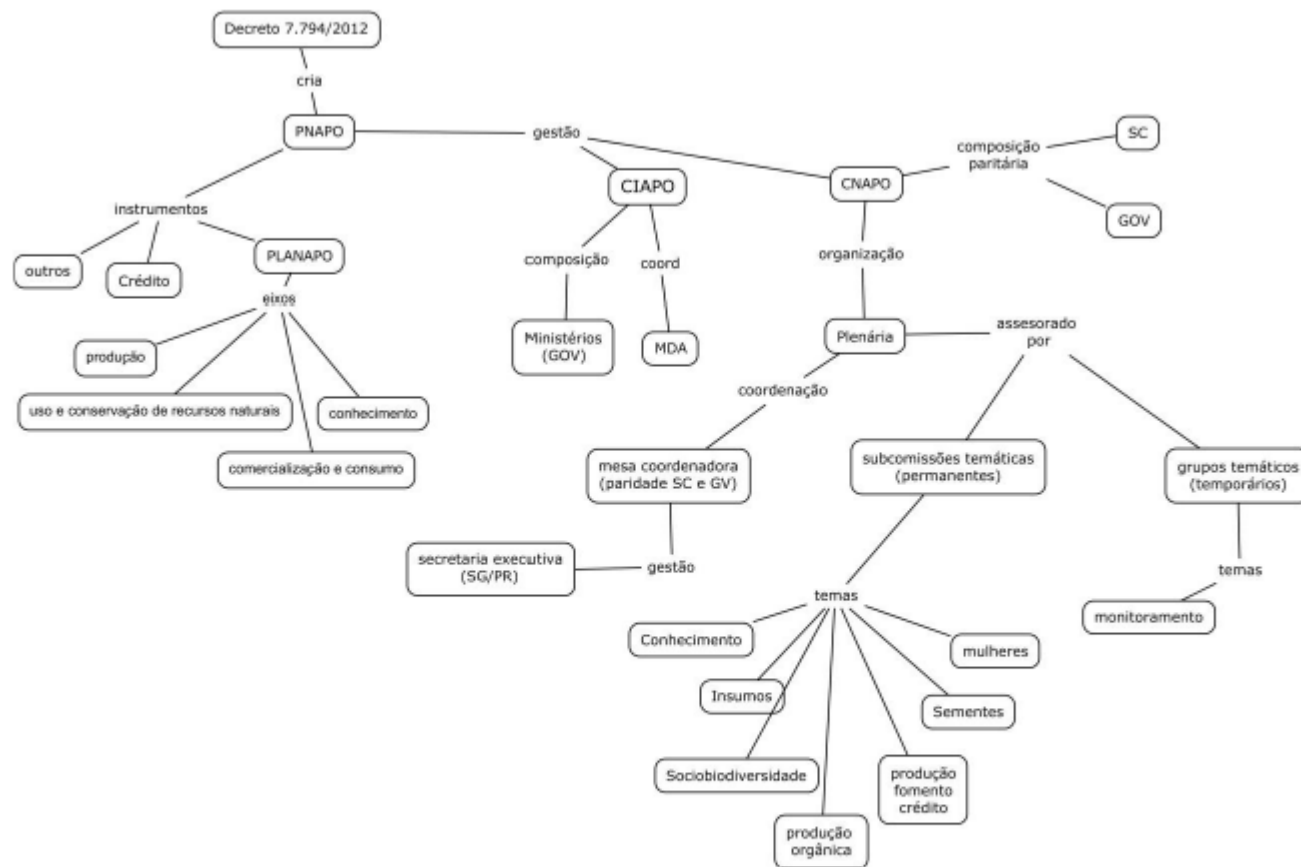 Decreto 7.794/2012
cria
PNAPO
gestão
SC
composição
paritária
CIAPO
CNAPO
GOV
instrumentos
outros
Crédito
PLANAPO
composição
coord
organização
eixos
Ministérios
(GOV)
MDA
Plenária
assesorado
por
produção
uso e conservação de recursos naturais
conhecimento
comercialização e consumo
coordenação
mesa coordenadora
(paridade SC e GV)
subcomissões temáticas
(permanentes)
grupos temáticos
(temporários)
secretaria executiva
(SG/PR)
gestão
temas
temas
monitoramento
Conhecimento
mulheres
Insumos
Sementes
Sociobiodiversidade
produção
fomento
crédito
produção
orgânica